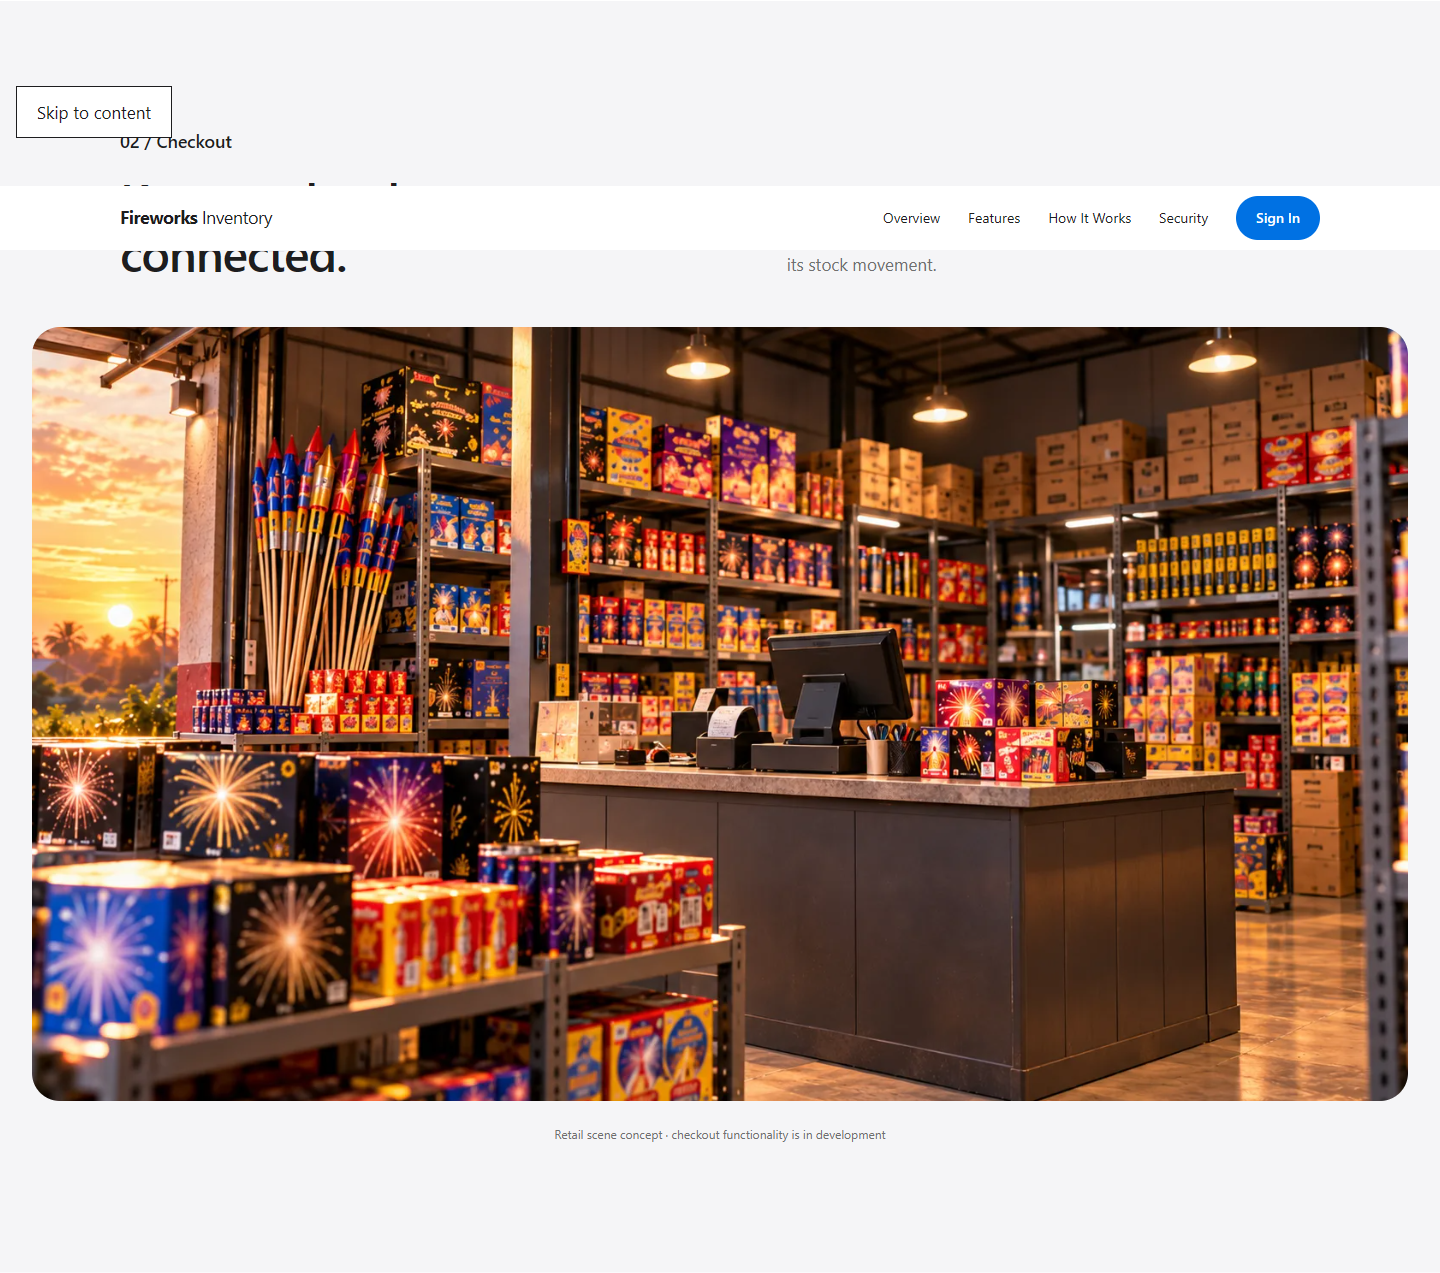 Skip to content
02 / Checkout
Fireworks Inventory
Overview
Features
How It Works
Security
Sign In
connected.
its stock movement.
Retail scene concept · checkout functionality is in development